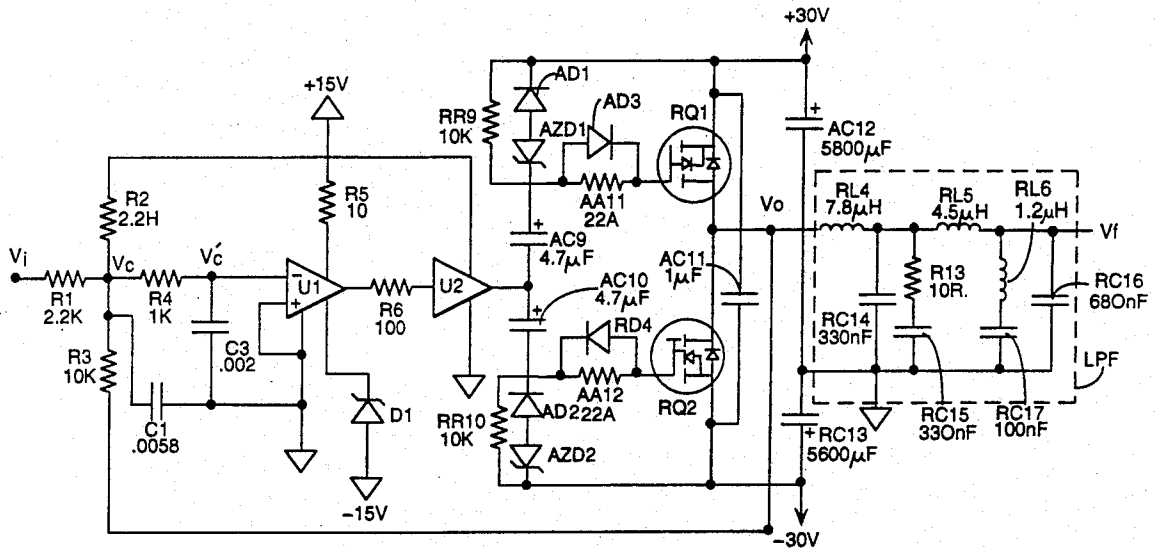 +30V
AD1
+15V
AD3
RQ1
RR9
10K
AZD1
+
AC12
5800µF
R2
2.2H
R5
10
AA11
22A
Vo
RL4
7.8µH
RL5
4.5µH
RL6
1.2µH
Vi
Vc
Vc′
+
AC9
4.7µF
Vf
R1
2.2K
R4
1K
−
U1
+
R6
100
U2
AC10
4.7µF
+
AC11
1µF
R13
10R.
RC16
680nF
R3
10K
C3
.002
RD4
RC14
330nF
LPF
C1
.0058
D1
AA12
22A
RQ2
AD2
RR10
10K
AZD2
RC13
5600µF
+
RC15
330nF
RC17
100nF
−15V
−30V